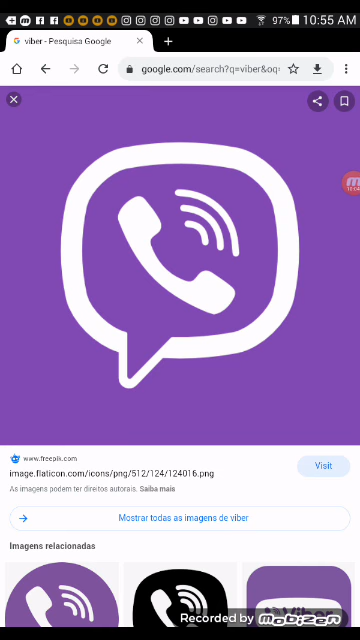 97% 10:55 AM
viber - Pesquisa Google
google.com/search?q=viber&oq=
www.freepik.com
image.flaticon.com/icons/png/512/124/124016.png
Visit
As imagens podem ter direitos autorais. Saiba mais
Mostrar todas as imagens de viber
Imagens relacionadas
viber
Recorded by mobizen